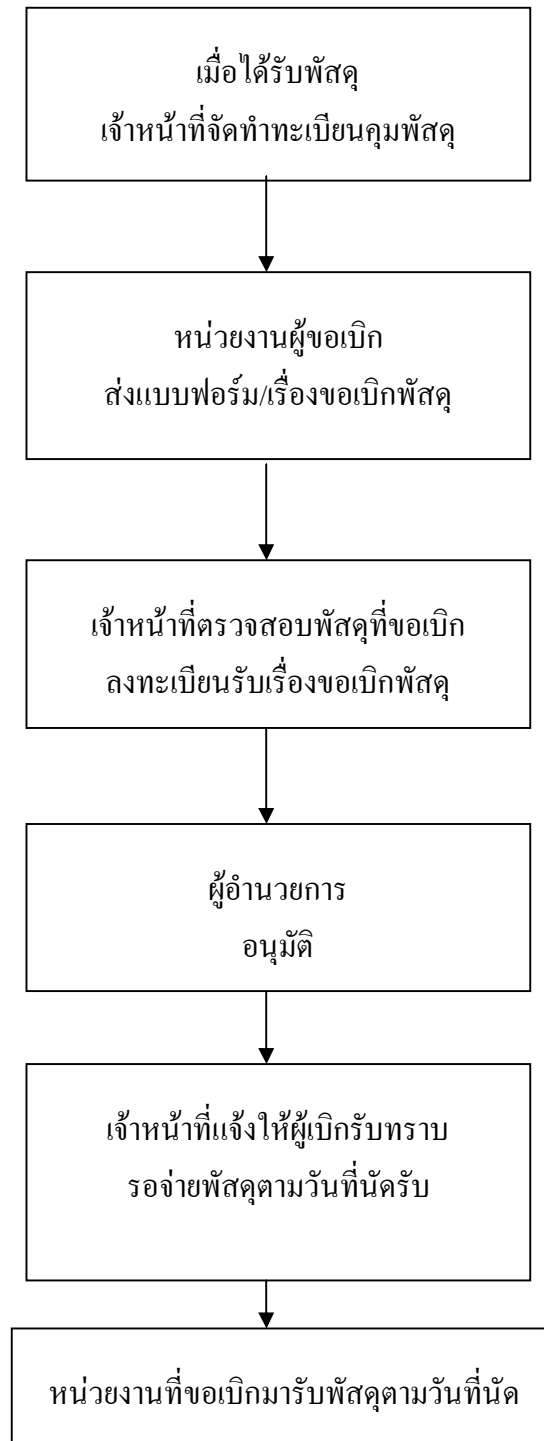 เมื่อได้รับพัสดุ
เจ้าหน้าที่จัดทำทะเบียนคุมพัสดุ
หน่วยงานผู้ขอเบิก
ส่งแบบฟอร์ม/เรื่องขอเบิกพัสดุ
เจ้าหน้าที่ตรวจสอบพัสดุที่ขอเบิก
ลงทะเบียนรับเรื่องขอเบิกพัสดุ
ผู้อำนวยการ
อนุมัติ
เจ้าหน้าที่แจ้งให้ผู้เบิกรับทราบ
รอจ่ายพัสดุตามวันที่นัดรับ
หน่วยงานที่ขอเบิกมารับพัสดุตามวันที่นัด